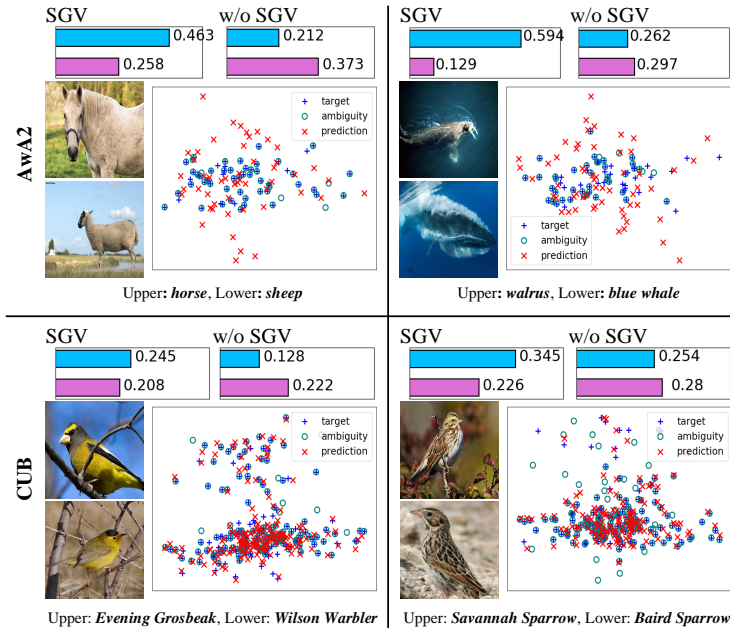 SGV w/o SGV
0.463 0.212
0.258 0.373
target
ambiguity
prediction
AwA2
Upper: horse, Lower: sheep
SGV w/o SGV
0.594 0.262
0.129 0.297
target
ambiguity
prediction
Upper: walrus, Lower: blue whale
SGV w/o SGV
0.245 0.128
0.208 0.222
target
ambiguity
prediction
CUB
Upper: Evening Grosbeak, Lower: Wilson Warbler
SGV w/o SGV
0.345 0.254
0.226 0.28
target
ambiguity
prediction
Upper: Savannah Sparrow, Lower: Baird Sparrow